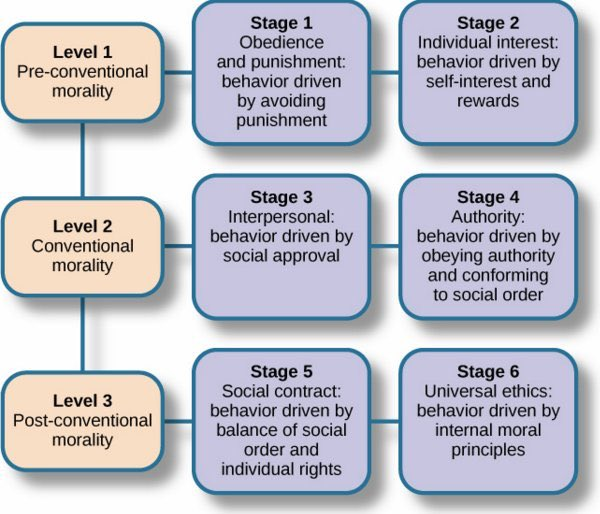 Level 1
Pre-conventional
morality
Stage 1
Obedience
and punishment:
behavior driven
by avoiding
punishment
Stage 2
Individual interest:
behavior driven by
self-interest and
rewards
Level 2
Conventional
morality
Stage 3
Interpersonal:
behavior driven by
social approval
Stage 4
Authority:
behavior driven by
obeying authority
and conforming
to social order
Level 3
Post-conventional
morality
Stage 5
Social contract:
behavior driven by
balance of social
order and
individual rights
Stage 6
Universal ethics:
behavior driven by
internal moral
principles